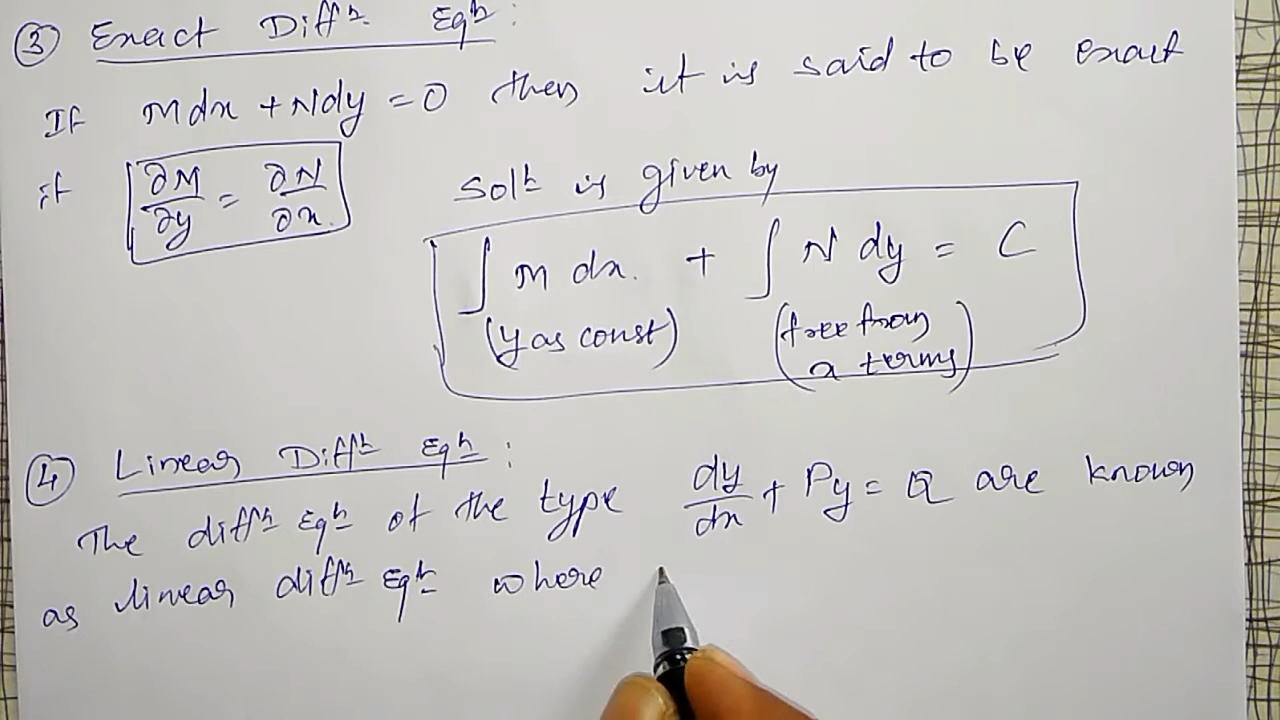 ③ Exact Diffⁿ Eqⁿ :
If Mdx + Ndy = 0 then it is said to be exact
if ∂M/∂y = ∂N/∂x. Solⁿ is given by
∫ M dx. + ∫ N dy = C
(y as const) (free from x terms)
④ Linear Diffⁿ Eqⁿ :
The diffⁿ Eqⁿ of the type dy/dx + Py = Q are known
as linear diffⁿ Eqⁿ where